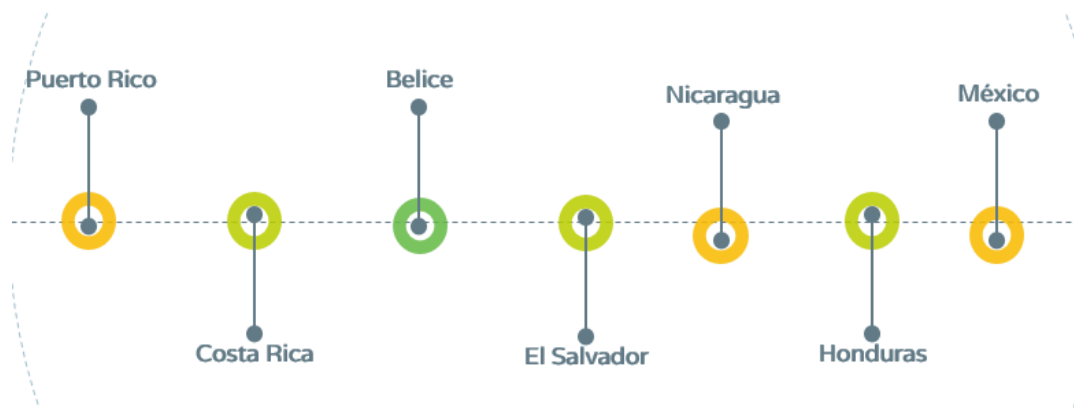 Puerto Rico
Belice
Nicaragua
México
Costa Rica
El Salvador
Honduras